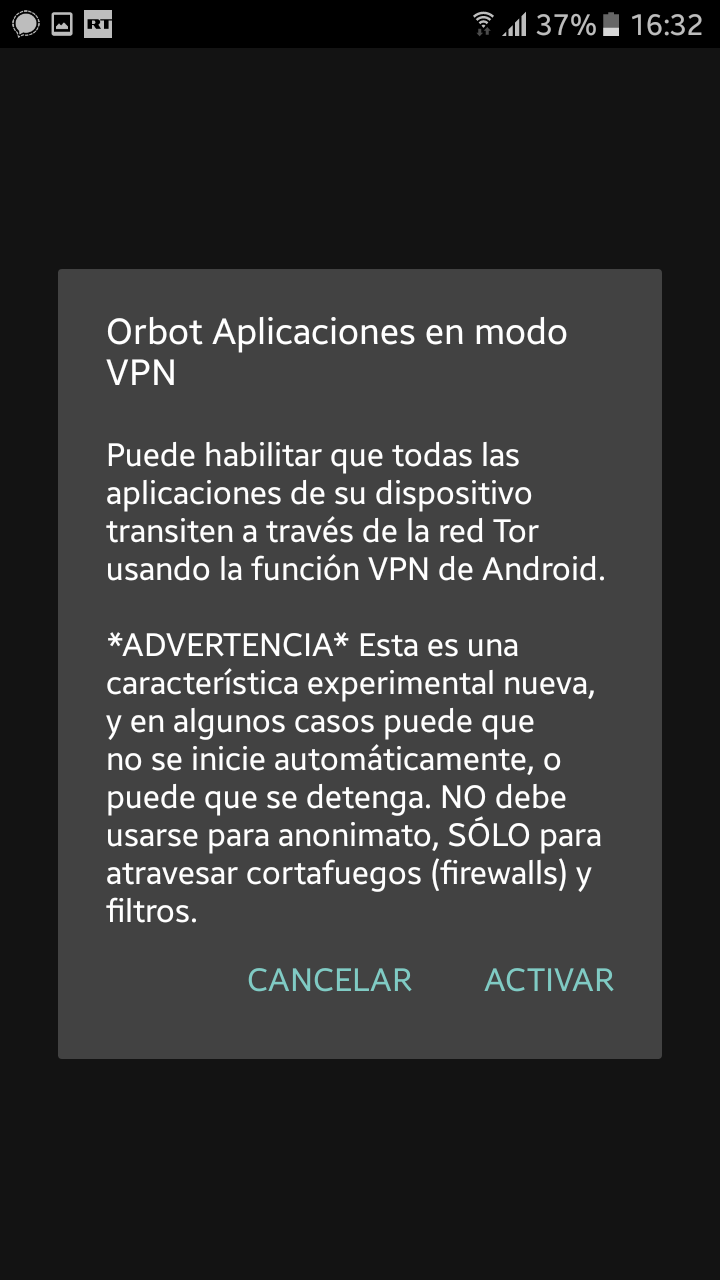 RT 37% 16:32
Orbot Aplicaciones en modo
VPN
Puede habilitar que todas las
aplicaciones de su dispositivo
transiten a través de la red Tor
usando la función VPN de Android.
*ADVERTENCIA* Esta es una
característica experimental nueva,
y en algunos casos puede que
no se inicie automáticamente, o
puede que se detenga. NO debe
usarse para anonimato, SÓLO para
atravesar cortafuegos (firewalls) y
filtros.
CANCELAR ACTIVAR